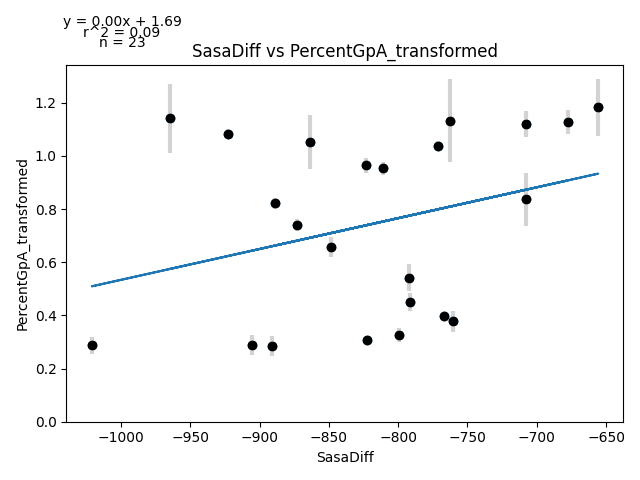 y = 0.00x + 1.69
r^2 = 0.09
n = 23
SasaDiff vs PercentGpA_transformed
PercentGpA_transformed
1.2
1.0
0.8
0.6
0.4
0.2
0.0
−1000
−950
−900
−850
−800
−750
−700
−650
SasaDiff